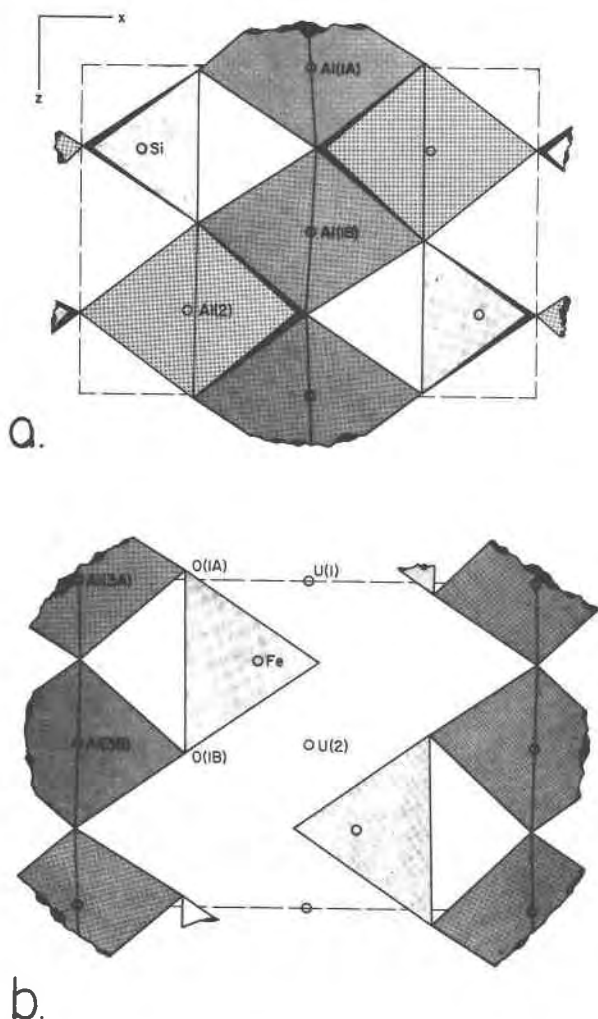 x
z
Al(1A)
Si
Al(1B)
Al(2)
a.
Al(3A)
O(1A)
U(1)
Fe
Al(3B)
O(1B)
U(2)
b.